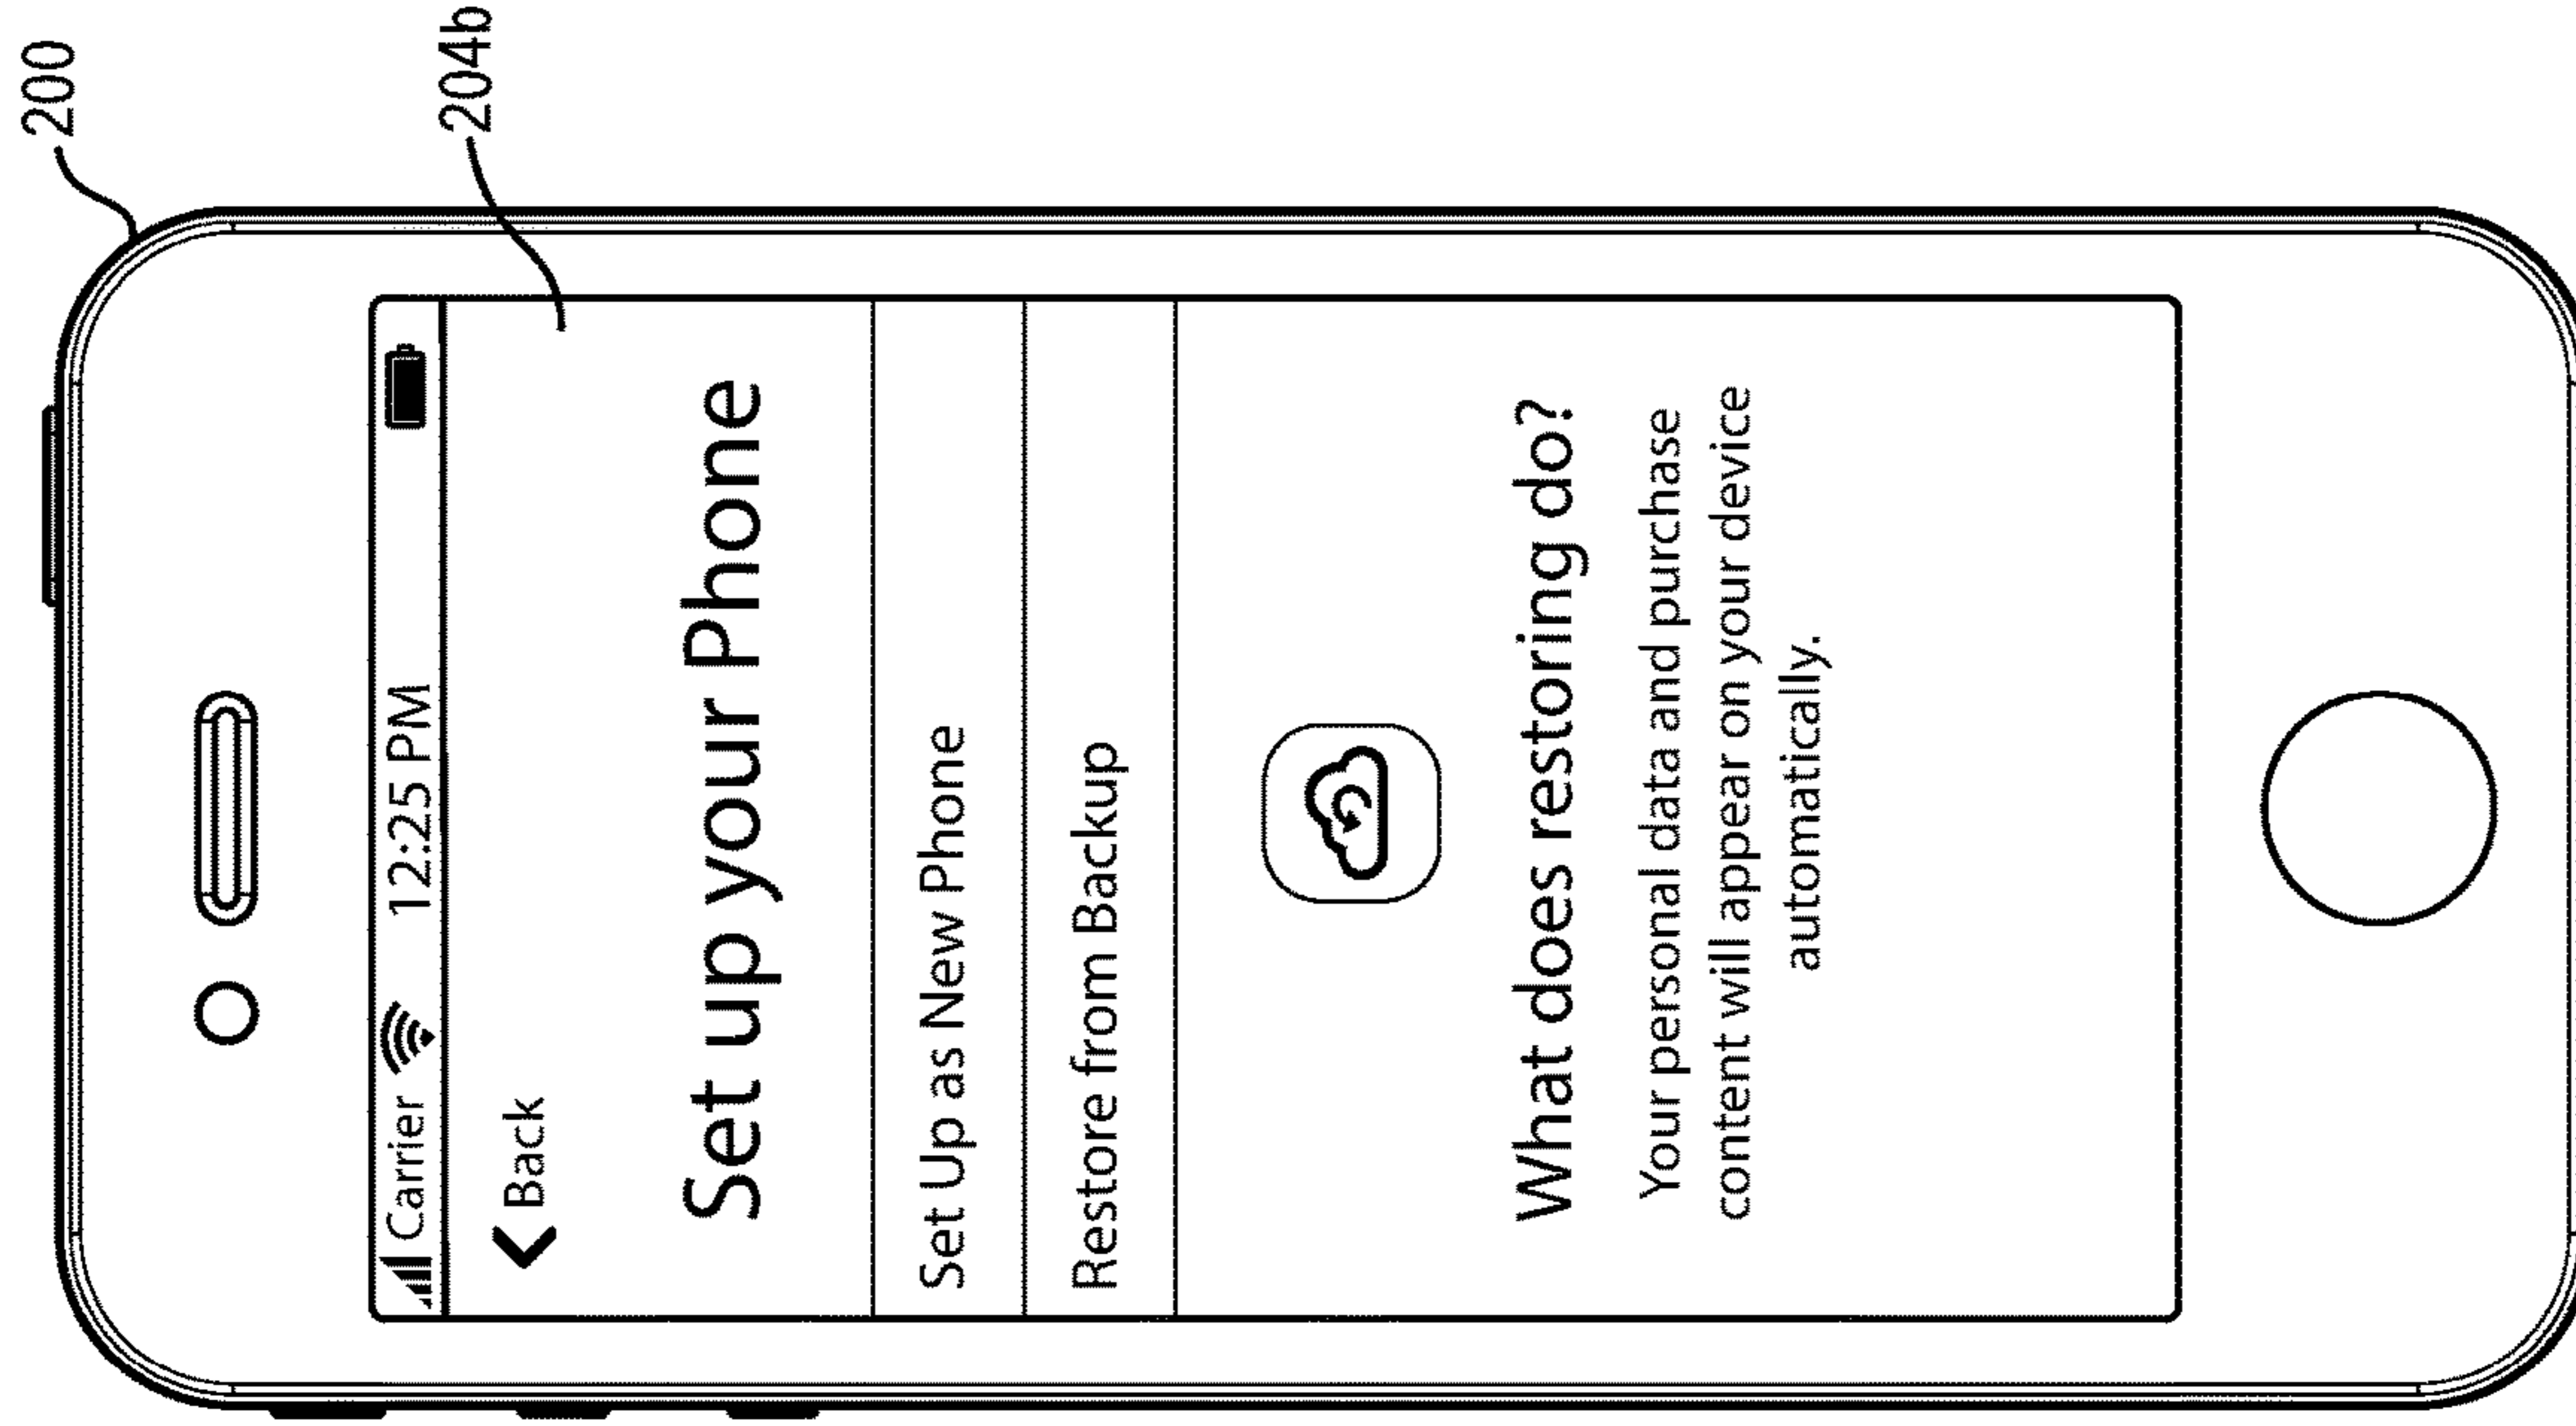 200
204b
Carrier 12:25 PM
Back
Set up your Phone
Set Up as New Phone
Restore from Backup
What does restoring do?
Your personal data and purchase
content will appear on your device
automatically.